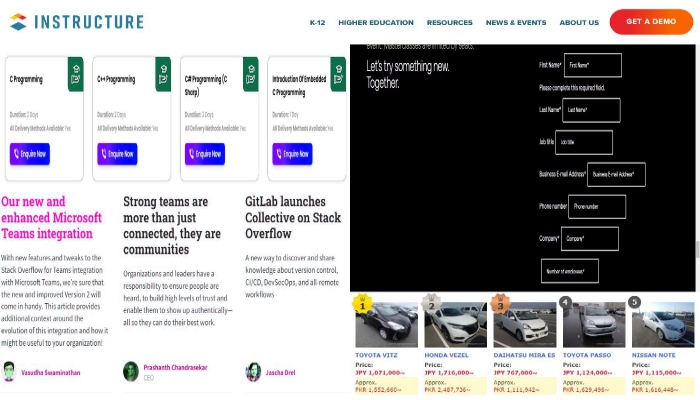 INSTRUCTURE
K-12 HIGHER EDUCATION RESOURCES NEWS & EVENTS ABOUT US GET A DEMO
C Programming
Duration: 2 Days
All Delivery Methods Available: Yes
Enquire Now
C++ Programming
Duration: 2 Days
All Delivery Methods Available: Yes
Enquire Now
C# Programming (C
Sharp)
Duration: 3 Days
All Delivery Methods Available: Yes
Enquire Now
Introduction Of Embedded
C Programming
Duration: 1 Day
All Delivery Methods Available: Yes
Enquire Now
Our new and
enhanced Microsoft
Teams integration
With new features and tweaks to the
Stack Overflow for Teams integration
with Microsoft Teams, we're sure that
the new and improved Version 2 will
come in handy. This article provides
additional context around the
evolution of this integration and how it
might be useful to your organization!
Vasudha Swaminathan
Strong teams are
more than just
connected, they are
communities
Organizations and leaders have a
responsibility to ensure people are
heard, to build high levels of trust and
enable them to show up authentically—
all so they can do their best work.
Prashanth Chandrasekar
CEO
GitLab launches
Collective on Stack
Overflow
A new way to discover and share
knowledge about version control,
CI/CD, DevSecOps, and all-remote
workflows
Joscha Drel
event. Masterclasses are limited by seats.
Let's try something new.
Together.
First Name* First Name*
Please complete this required field.
Last Name* Last Name*
Job title Job title
Business E-mail Address* Business E-mail Address*
Phone number Phone number
Company* Company*
Number of employees*
1
TOYOTA VITZ
Price:
JPY 1,071,000~
Approx.
PKR 1,552,660~
2
HONDA VEZEL
Price:
JPY 1,716,000~
Approx.
PKR 2,487,736~
3
DAIHATSU MIRA ES
Price:
JPY 767,000~
Approx.
PKR 1,111,942~
4
TOYOTA PASSO
Price:
JPY 1,124,000~
Approx.
PKR 1,629,496~
5
NISSAN NOTE
Price:
JPY 1,115,000~
Approx.
PKR 1,616,448~